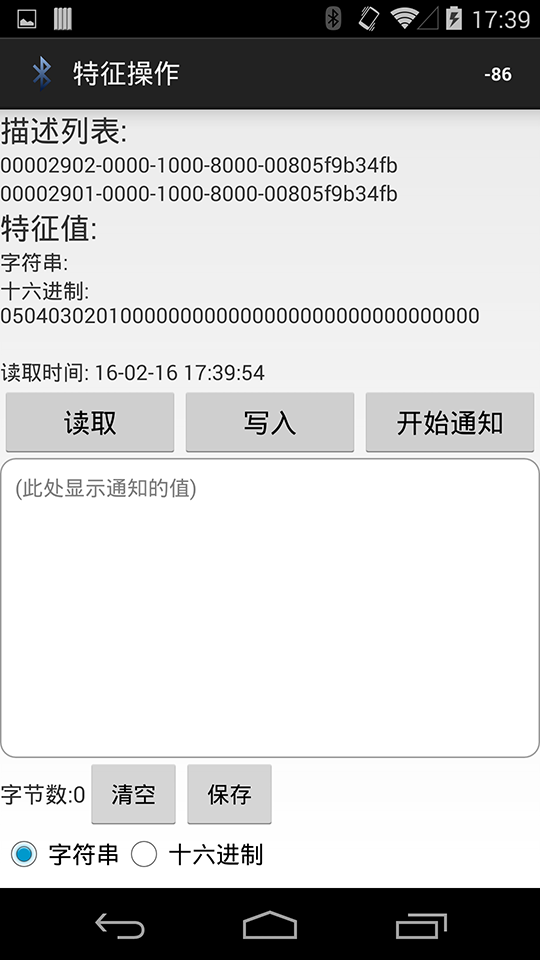 17:39
特征操作
-86
描述列表:
00002902-0000-1000-8000-00805f9b34fb
00002901-0000-1000-8000-00805f9b34fb
特征值:
字符串:
十六进制:
0504030201000000000000000000000000000000
读取时间: 16-02-16 17:39:54
读取
写入
开始通知
(此处显示通知的值)
字节数:0
清空
保存
字符串
十六进制